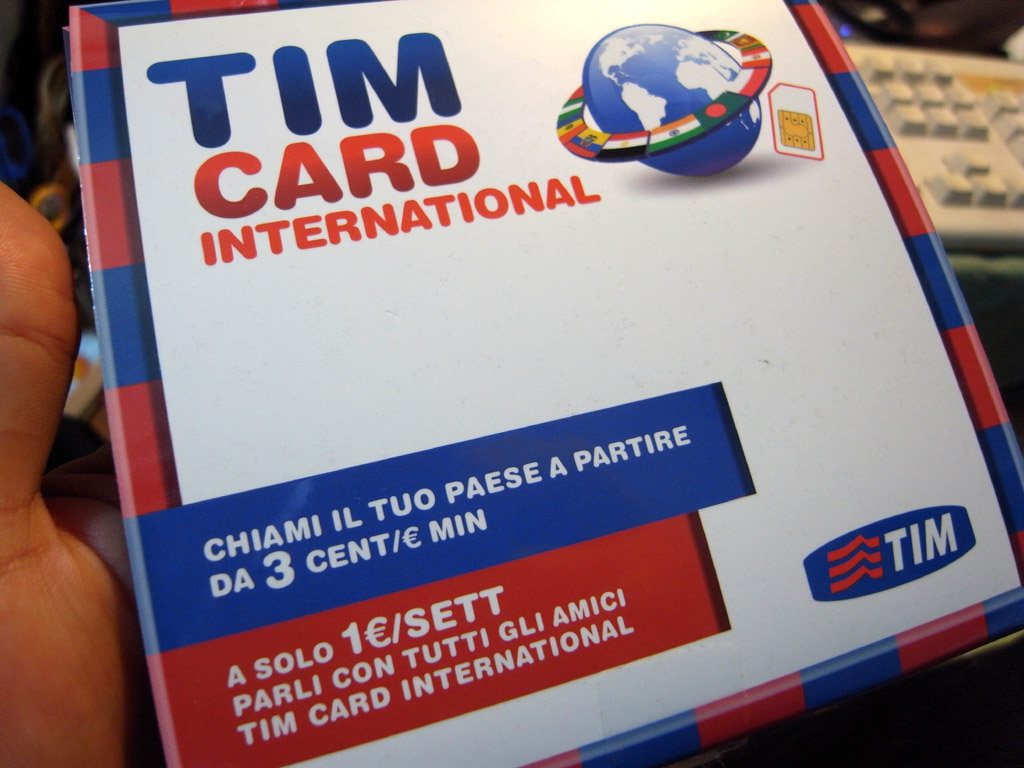 TIM
CARD
INTERNATIONAL
CHIAMI IL TUO PAESE A PARTIRE
DA 3 CENT/€ MIN
A SOLO 1€/SETT
PARLI CON TUTTI GLI AMICI
TIM CARD INTERNATIONAL
TIM